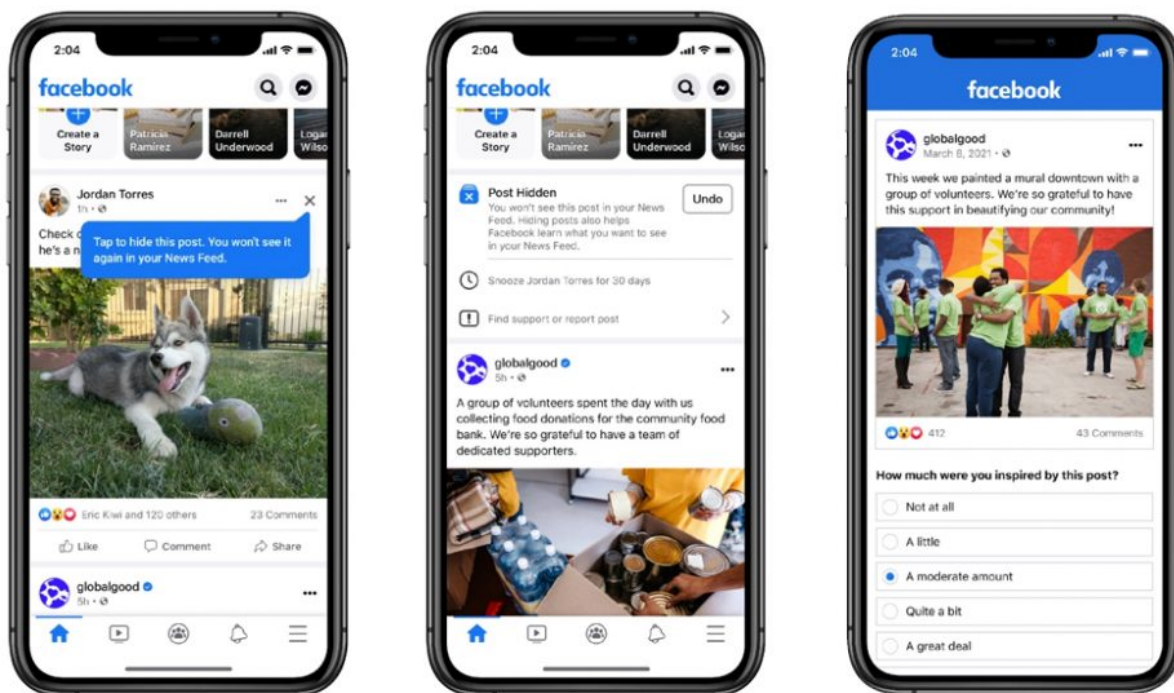 2:04
facebook
Create a
Story
Patricia
Ramirez
Darrell
Underwood
Logan
Wilso
Jordan Torres
1h
Check o
he's a n
Tap to hide this post. You won't see it
again in your News Feed.
Eric Kiwi and 120 others
23 Comments
Like
Comment
Share
globalgood
5h
2:04
facebook
Create a
Story
Patricia
Ramirez
Darrell
Underwood
Logan
Wilso
Post Hidden
You won't see this post in your News
Feed. Hiding posts also helps
Facebook learn what you want to see
in your News Feed.
Undo
Snooze Jordan Torres for 30 days
Find support or report post
globalgood
5h
A group of volunteers spent the day with us
collecting food donations for the community food
bank. We're so grateful to have a team of
dedicated supporters.
2:04
facebook
globalgood
March 8, 2021
This week we painted a mural downtown with a
group of volunteers. We're so grateful to have
this support in beautifying our community!
412
43 Comments
How much were you inspired by this post?
Not at all
A little
A moderate amount
Quite a bit
A great deal